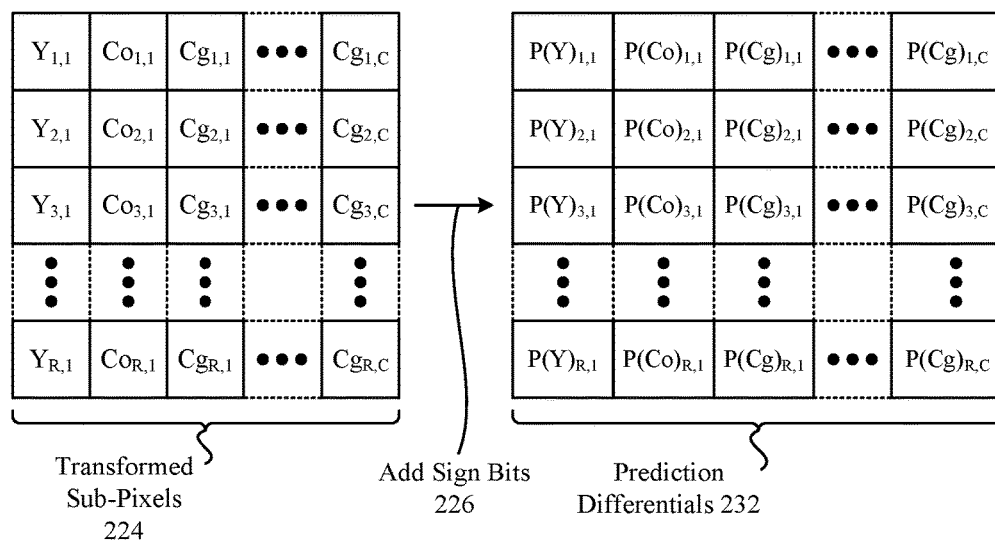 Y1,1 Co1,1 Cg1,1 ●●● Cg1,C P(Y)1,1 P(Co)1,1 P(Cg)1,1 ●●● P(Cg)1,C
Y2,1 Co2,1 Cg2,1 ●●● Cg2,C P(Y)2,1 P(Co)2,1 P(Cg)2,1 ●●● P(Cg)2,C
Y3,1 Co3,1 Cg3,1 ●●● Cg3,C P(Y)3,1 P(Co)3,1 P(Cg)3,1 ●●● P(Cg)3,C
YR,1 CoR,1 CgR,1 ●●● CgR,C P(Y)R,1 P(Co)R,1 P(Cg)R,1 ●●● P(Cg)R,C
Transformed
Sub-Pixels
224
Add Sign Bits
226
Prediction
Differentials 232